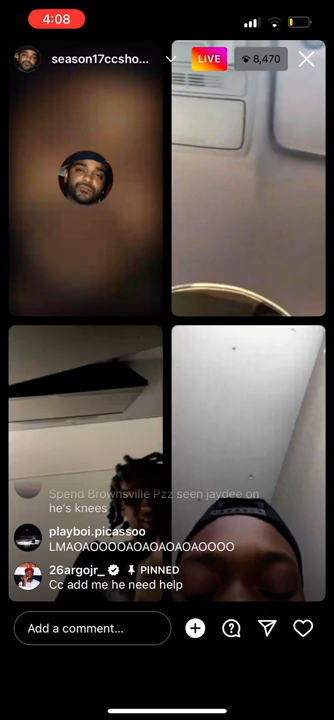 4:08
season17ccsho...
LIVE
8,470
Spend Brownsville Pzz seen jaydee on
he's knees
playboi.picassoo
LMAOAOOOOAOAOAOAOAOOOO
26argojr_ PINNED
Cc add me he need help
Add a comment...